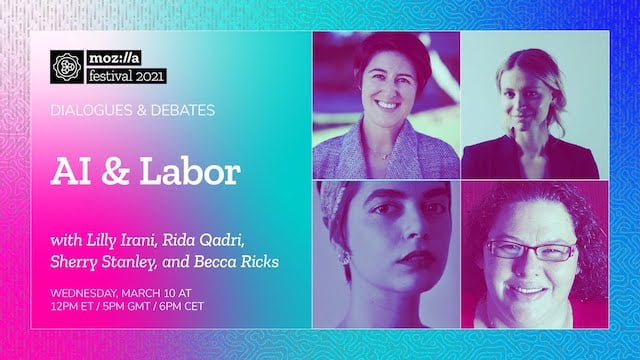 moz://a
festival 2021
DIALOGUES & DEBATES
AI & Labor
with Lilly Irani, Rida Qadri,
Sherry Stanley, and Becca Ricks
WEDNESDAY, MARCH 10 AT
12PM ET / 5PM GMT / 6PM CET